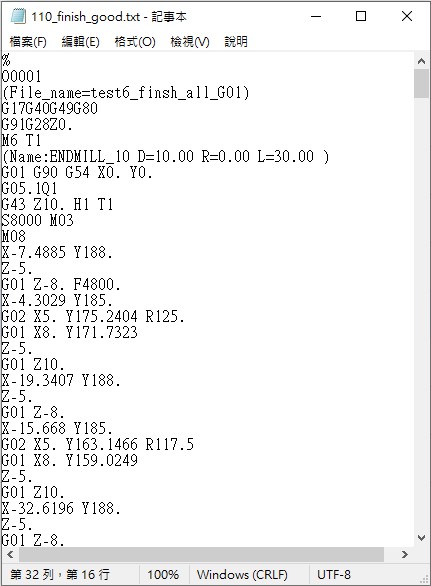 110_finish_good.txt - 記事本
檔案(F) 編輯(E) 格式(O) 檢視(V) 說明
%
O0001
(File_name=test6_finsh_all_G01)
G17G40G49G80
G91G28Z0.
M6 T1
(Name:ENDMILL_10 D=10.00 R=0.00 L=30.00 )
G01 G90 G54 X0. Y0.
G05.1Q1
G43 Z10. H1 T1
S8000 M03
M08
X-7.4885 Y188.
Z-5.
G01 Z-8. F4800.
X-4.3029 Y185.
G02 X5. Y175.2404 R125.
G01 X8. Y171.7323
Z-5.
G01 Z10.
X-19.3407 Y188.
Z-5.
G01 Z-8.
X-15.668 Y185.
G02 X5. Y163.1466 R117.5
G01 X8. Y159.0249
Z-5.
G01 Z10.
X-32.6196 Y188.
Z-5.
G01 Z-8.
第 32 列，第 16 行 100% Windows (CRLF) UTF-8